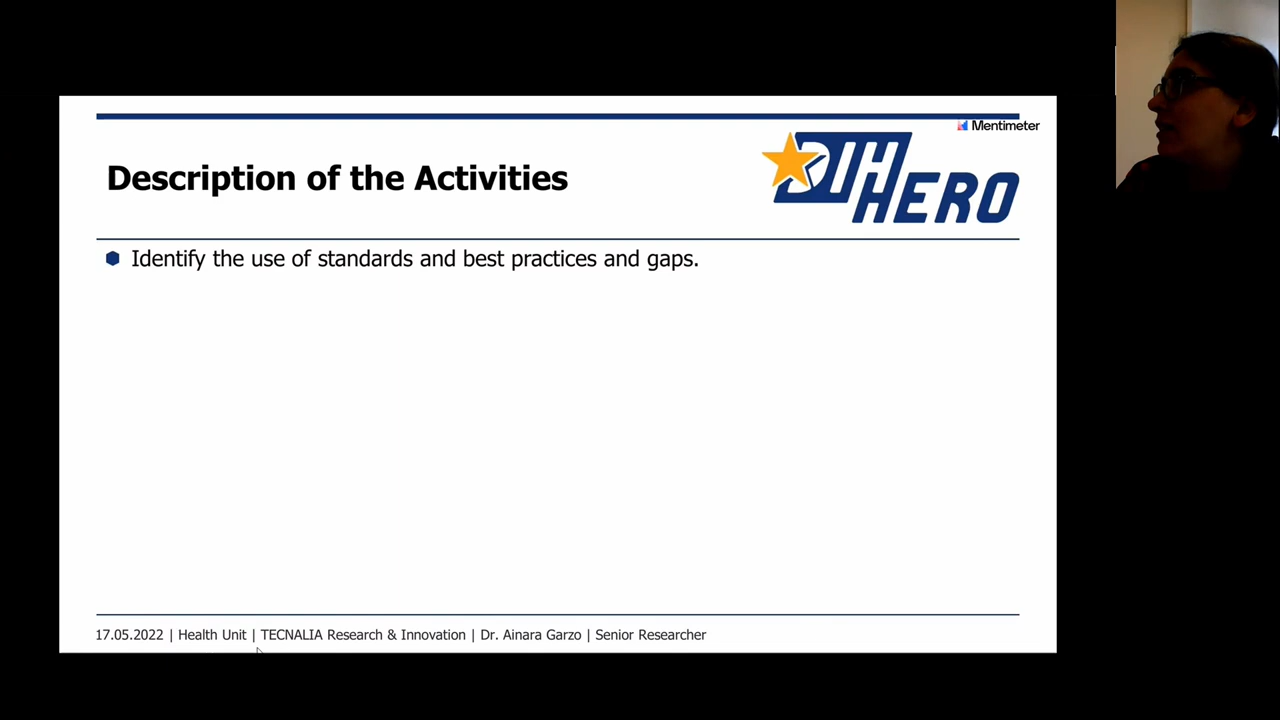 Mentimeter
DIH
HERO
Description of the Activities
Identify the use of standards and best practices and gaps.
17.05.2022 | Health Unit | TECNALIA Research & Innovation | Dr. Ainara Garzo | Senior Researcher